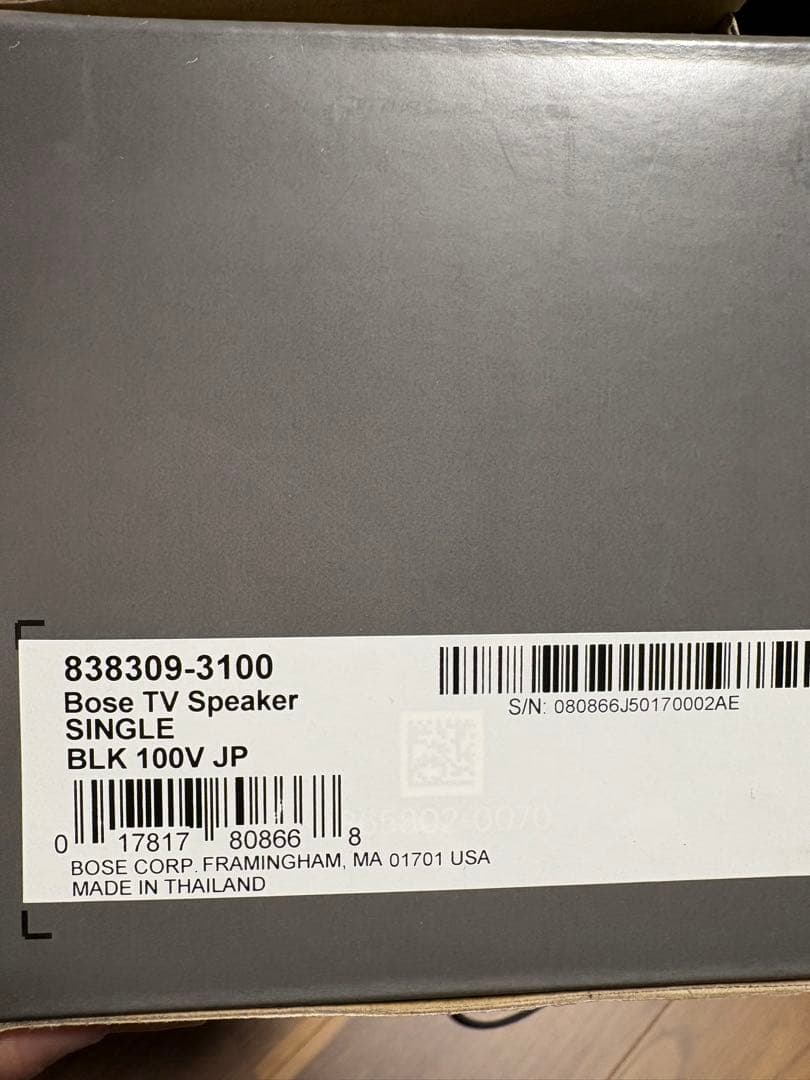 838309-3100
Bose TV Speaker
SINGLE
BLK 100V JP
0 17817 80866 8
BOSE CORP. FRAMINGHAM, MA 01701 USA
MADE IN THAILAND
S/N: 080866J50170002AE